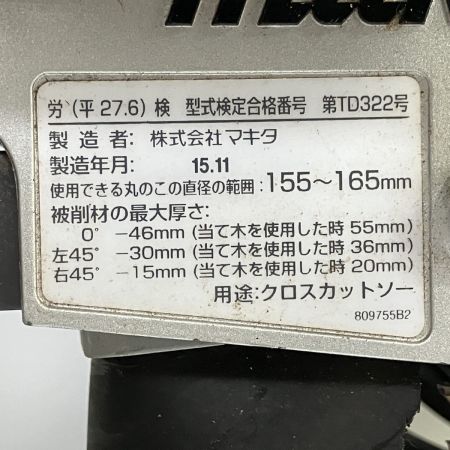 労(平27.6)検 型式検定合格番号 第TD322号
製造者: 株式会社マキタ
製造年月: 15.11
使用できる丸のこの直径の範囲:155~165mm
被削材の最大厚さ:
0° -46mm (当て木を使用した時 55mm)
左45° -30mm (当て木を使用した時 36mm)
右45° -15mm (当て木を使用した時 20mm)
用途:クロスカットソー
809755B2